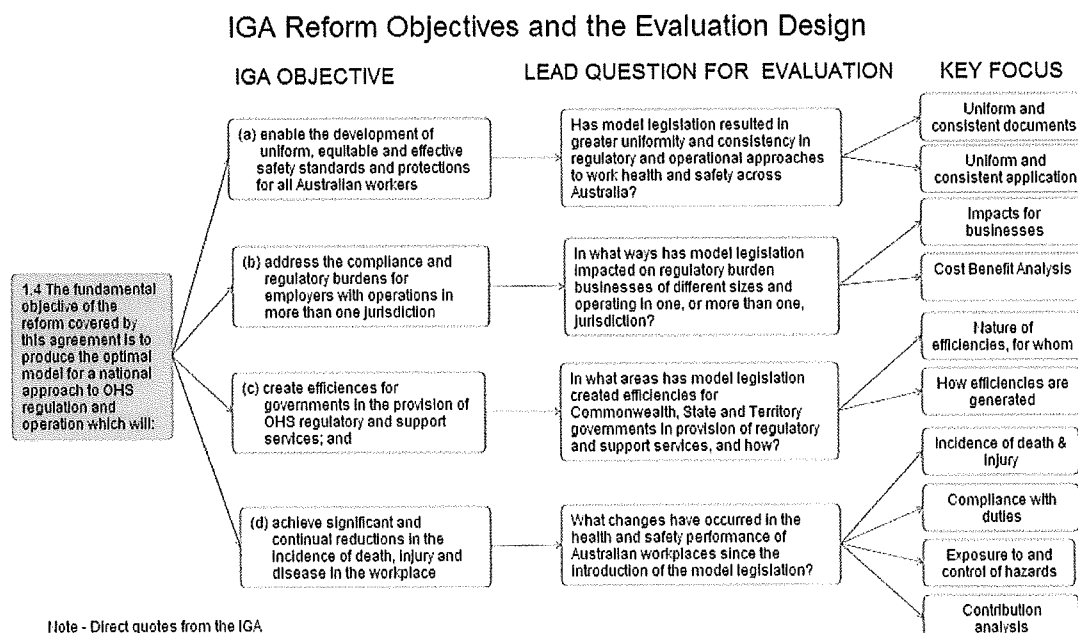 IGA Reform Objectives and the Evaluation Design
IGA OBJECTIVE
LEAD QUESTION FOR EVALUATION
KEY FOCUS
1.4 The fundamental
objective of the
reform covered by
this agreement is to
produce the optimal
model for a national
approach to OHS
regulation and
operation which will:
(a) enable the development of
uniform, equitable and effective
safety standards and protections
for all Australian workers
Has model legislation resulted in
greater uniformity and consistency in
regulatory and operational approaches
to work health and safety across
Australia?
Uniform and
consistent documents
Uniform and
consistent application
(b) address the compliance and
regulatory burdens for
employers with operations in
more than one jurisdiction
In what ways has model legislation
impacted on regulatory burden
businesses of different sizes and
operating in one, or more than one,
jurisdiction?
Impacts for
businesses
Cost Benefit Analysis
(c) create efficiences for
governments in the provision of
OHS regulatory and support
services; and
In what areas has model legislation
created efficiencies for
Commonwealth, State and Territory
governments in provision of regulatory
and support services, and how?
Nature of
efficiencies, for whom
How efficiencies are
generated
(d) achieve significant and
continual reductions in the
incidence of death, injury and
disease in the workplace
What changes have occurred in the
health and safety performance of
Australian workplaces since the
introduction of the model legislation?
Incidence of death &
injury
Compliance with
duties
Exposure to and
control of hazards
Contribution
analysis
Note - Direct quotes from the IGA